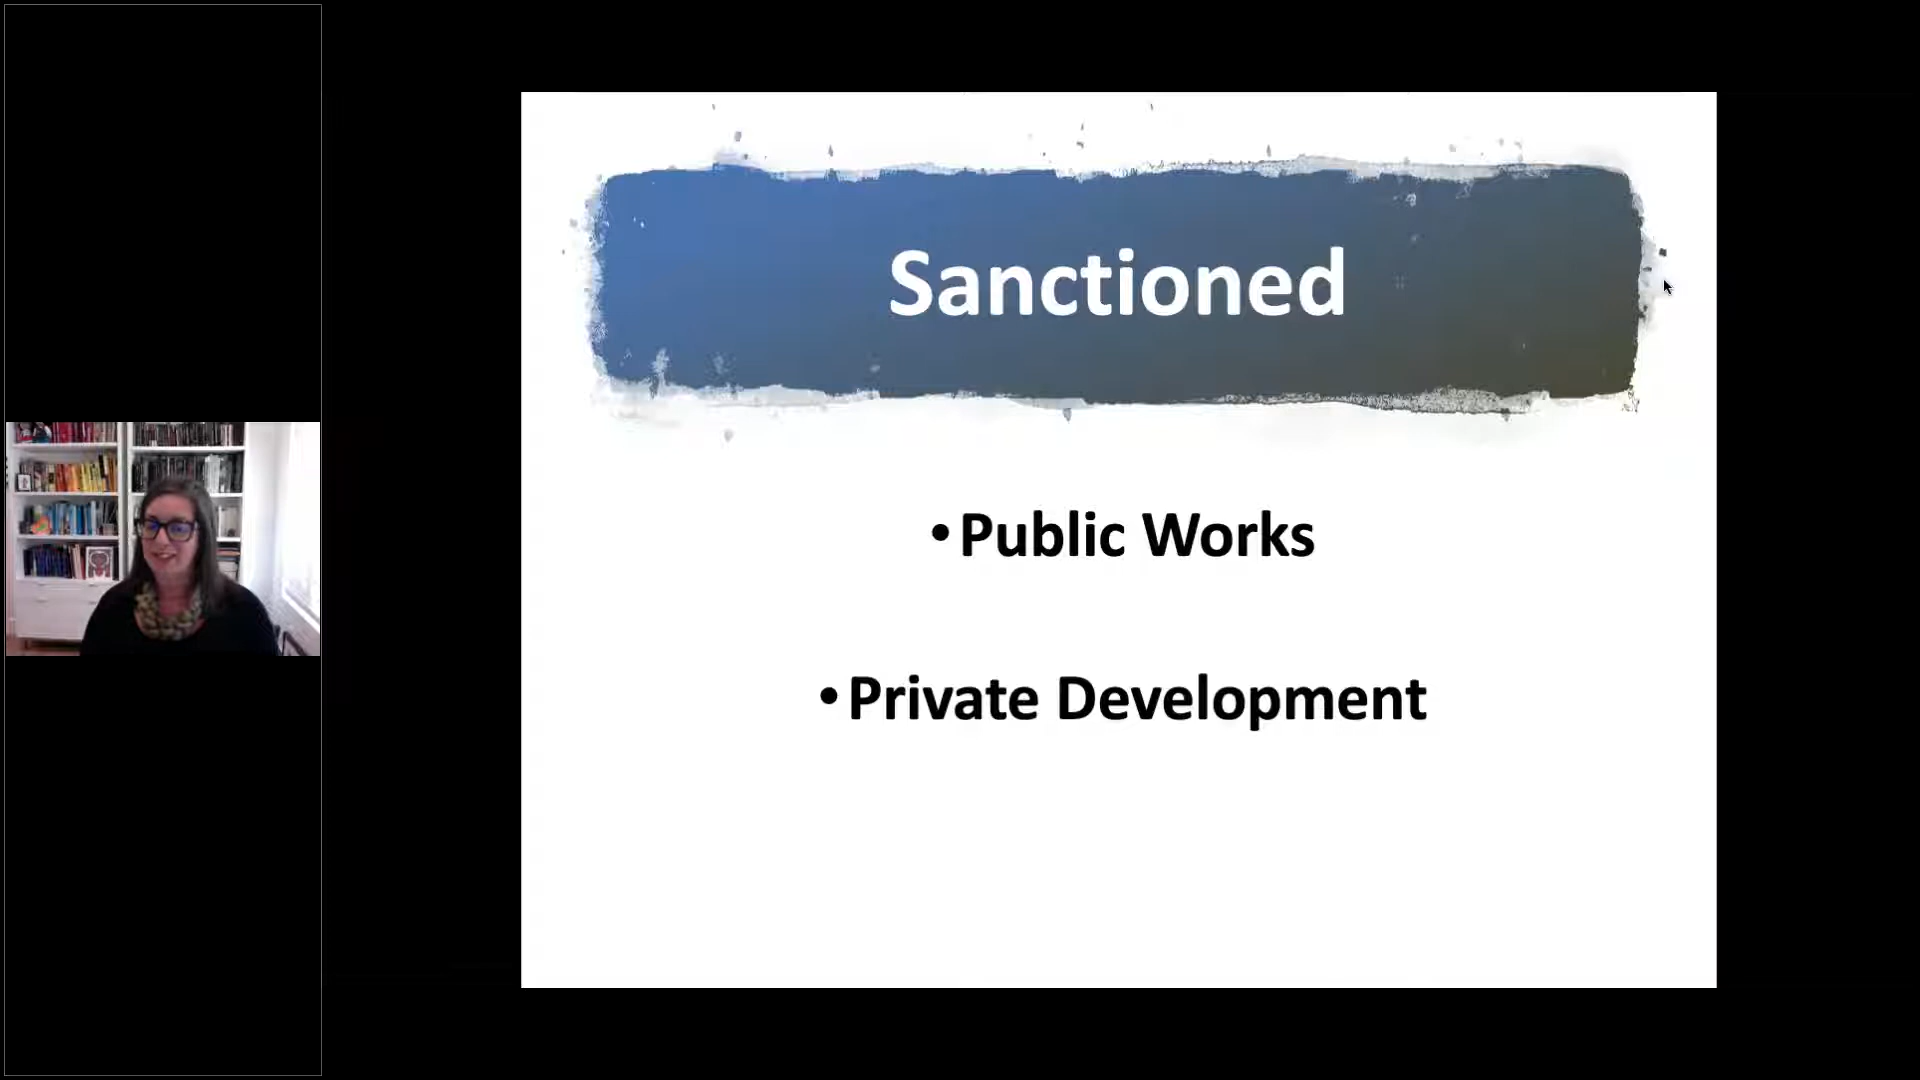 Sanctioned
• Public Works
• Private Development